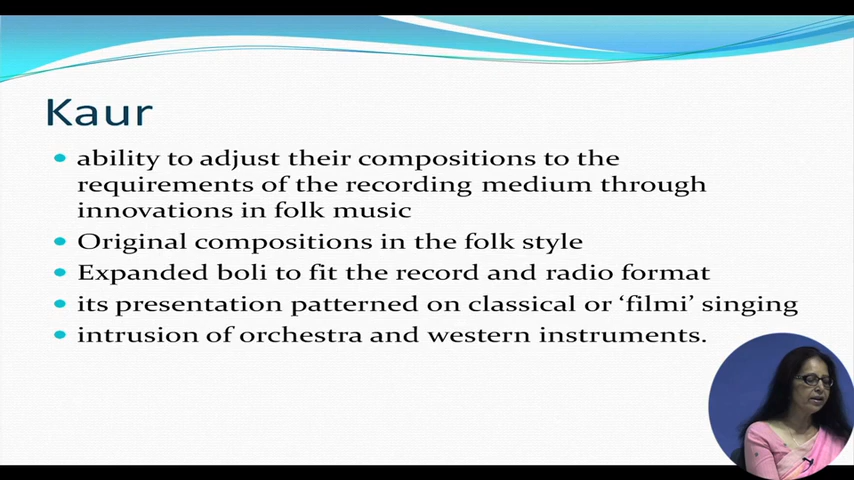 Kaur
ability to adjust their compositions to the
requirements of the recording medium through
innovations in folk music
Original compositions in the folk style
Expanded boli to fit the record and radio format
its presentation patterned on classical or ‘filmi’ singing
intrusion of orchestra and western instruments.